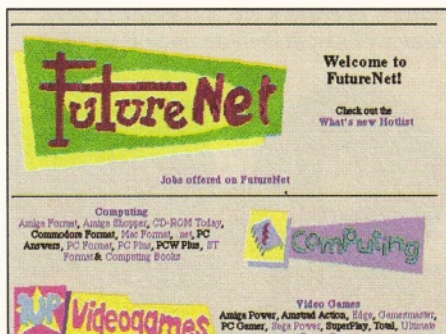 FutureNet
Welcome to
FutureNet!
Check out the
What's new Hotlist
Jobs offered on FutureNet
Computing
Amiga Format, Amiga Shopper, CD-ROM Today,
Commodore Format, Mac Format, .net, PC
Answers, PC Format, PC Plus, PCW Plus, ST
Format & Computing Books
Computing
Videogames
Video Games
Amiga Power, Amstrad Action, Edge, Gamesmaster,
PC Gamer, Sega Power, SuperPlay, Total, Ultimate